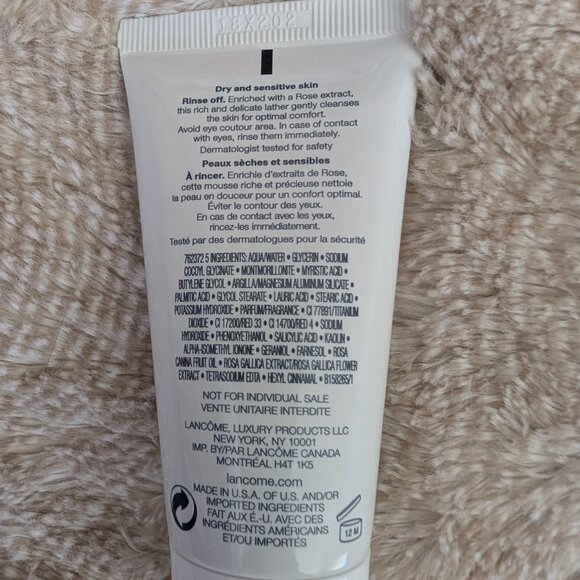 18X202
Dry and sensitive skin
Rinse off. Enriched with a Rose extract,
this rich and delicate lather gently cleanses
the skin for optimal comfort.
Avoid eye coutour area. In case of contact
with eyes, rinse them immediately.
Dermatologist tested for safety
Peaux sèches et sensibles
À rincer. Enrichie d'extraits de Rose,
cette mousse riche et précieuse nettoie
la peau en douceur pour un confort optimal.
Éviter le contour des yeux.
En cas de contact avec les yeux,
rincez-les immédiatement.
Testé par des dermatologues pour la sécurité
762372 5 INGREDIENTS: AQUA/WATER • GLYCERIN • SODIUM
COCOYL GLYCINATE • MONTMORILLONITE • MYRISTIC ACID •
BUTYLENE GLYCOL • ARGILLA/MAGNESIUM ALUMINUM SILICATE •
PALMITIC ACID • GLYCOL STEARATE • LAURIC ACID • STEARIC ACID •
POTASSIUM HYDROXIDE • PARFUM/FRAGRANCE • CI 77891/TITANIUM
DIOXIDE • CI 17200/RED 33 • CI 14700/RED 4 • SODIUM
HYDROXIDE • PHENOXYETHANOL • SALICYLIC ACID • KAOLIN •
ALPHA-ISOMETHYL IONONE • GERANIOL • FARNESOL • ROSA
CANINA FRUIT OIL • ROSA GALLICA EXTRACT/ROSA GALLICA FLOWER
EXTRACT • TETRASODIUM EDTA • HEXYL CINNAMAL • B158265/1
NOT FOR INDIVIDUAL SALE
VENTE UNITAIRE INTERDITE
LANCÔME, LUXURY PRODUCTS LLC
NEW YORK, NY 10001
IMP. BY/PAR LANCÔME CANADA
MONTRÉAL H4T 1K5
lancome.com
MADE IN U.S.A. OF U.S. AND/OR
IMPORTED INGREDIENTS
FAIT AUX É.-U. AVEC DES
INGRÉDIENTS AMÉRICAINS
ET/OU IMPORTÉS
12 M